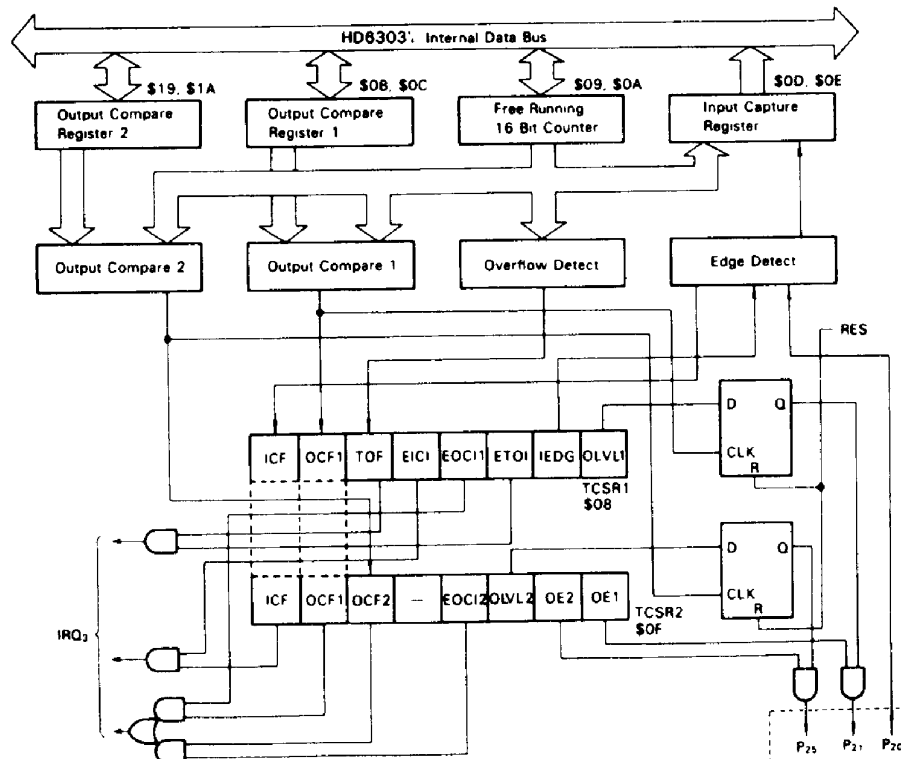 HD6303', Internal Data Bus
$19, $1A
$0B, $0C
$09, $0A
$0D, $0E
Output Compare
Register 2
Output Compare
Register 1
Free Running
16 Bit Counter
Input Capture
Register
Output Compare 2
Output Compare 1
Overflow Detect
Edge Detect
RES
D Q
CLK
R
ICF OCF1 TOF EICI EOCI1 ETOI IEDG OLVL1
TCSR1
$08
D Q
CLK
R
ICF OCF1 OCF2 — EOCI2 OLVL2 OE2 OE1
TCSR2
$0F
IRQ₃
P₂₅ P₂₁ P₂₀